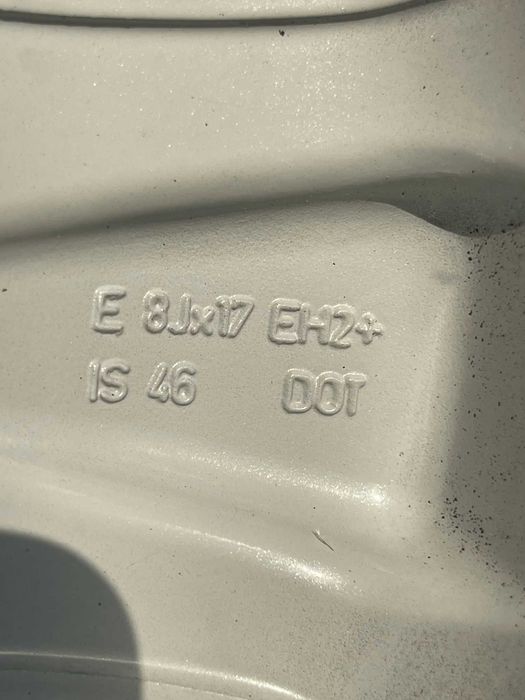 E 8Jx17 EH2+
IS 46 DOT